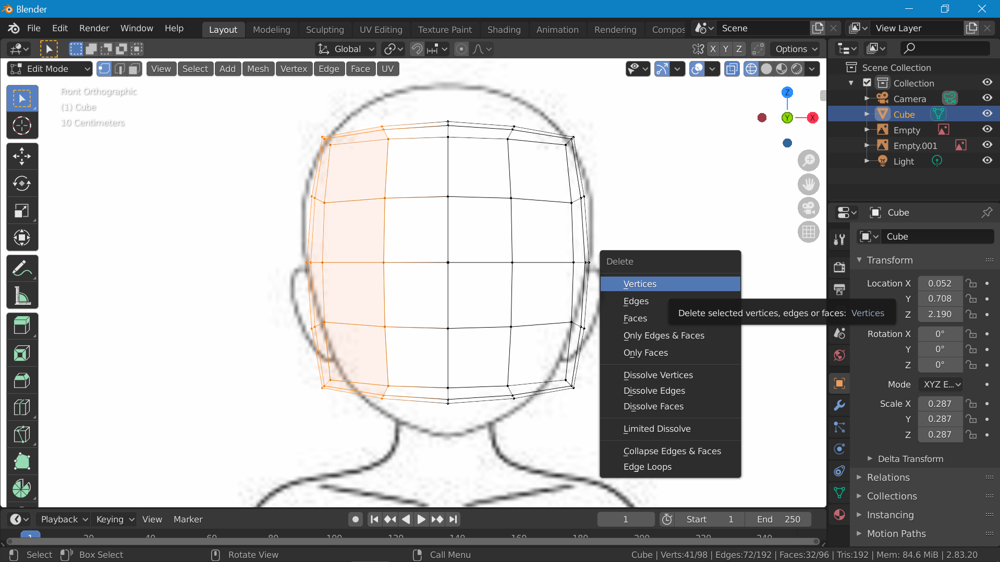 Blender
File Edit Render Window Help
Layout Modeling Sculpting UV Editing Texture Paint Shading Animation Rendering Compos
Scene
View Layer
Global
X Y Z
Options
Edit Mode
View Select Add Mesh Vertex Edge Face UV
Front Orthographic
(1) Cube
10 Centimeters
Z
Y
X
Scene Collection
Collection
Camera
Cube
Empty
Empty.001
Light
Cube
Cube
Transform
Location X 0.052
Y 0.708
Z 2.190
Rotation X 0°
Y 0°
Z 0°
Mode XYZ E...
Scale X 0.287
Y 0.287
Z 0.287
Delta Transform
Relations
Collections
Instancing
Motion Paths
Delete
Vertices
Edges
Faces
Only Edges & Faces
Only Faces
Dissolve Vertices
Dissolve Edges
Dissolve Faces
Limited Dissolve
Collapse Edges & Faces
Edge Loops
Delete selected vertices, edges or faces: Vertices
Playback Keying View Marker
1
Start 1
End 250
1 20 40 60 80 100 120 140 160 180 200 220 240
Select Box Select Rotate View Call Menu
Cube | Verts:41/98 | Edges:72/192 | Faces:32/96 | Tris:192 | Mem: 84.6 MiB | 2.83.20